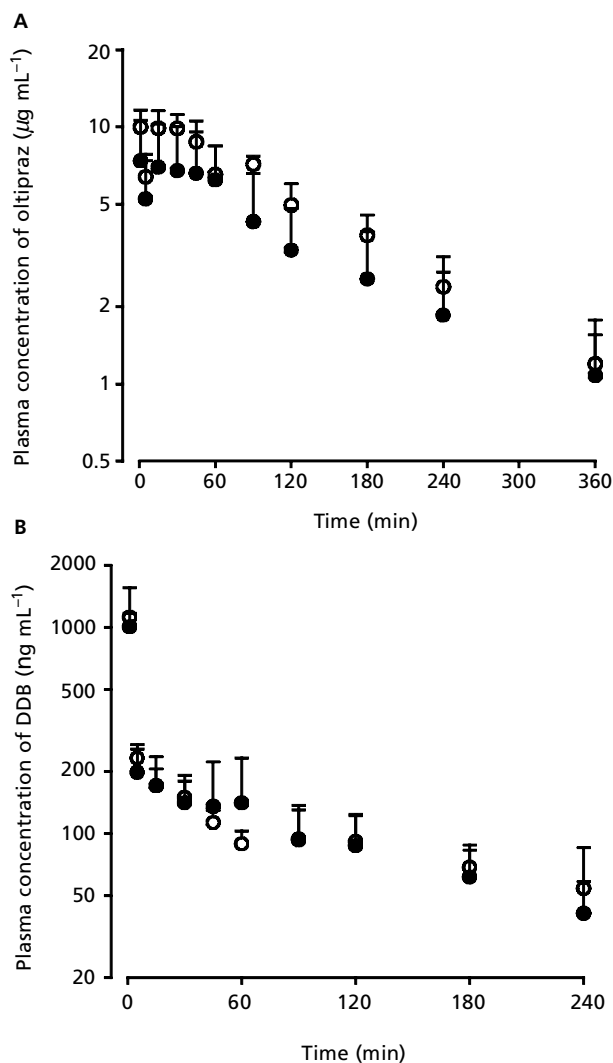 A
Plasma concentration of oltipraz (µg mL⁻¹)
20
10
5
2
1
0.5
0 60 120 180 240 300 360
Time (min)
B
Plasma concentration of DDB (ng mL⁻¹)
2000
1000
500
200
100
50
20
0 60 120 180 240
Time (min)